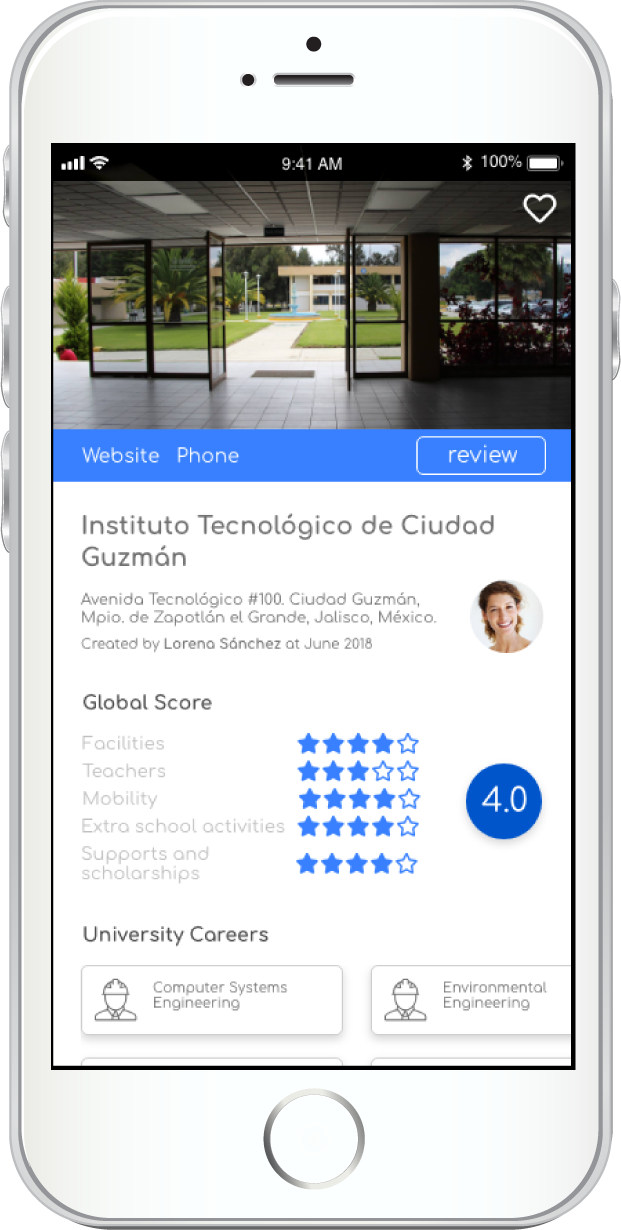 9:41 AM 100%
Website Phone review
Instituto Tecnológico de Ciudad
Guzmán
Avenida Tecnológico #100. Ciudad Guzmán,
Mpio. de Zapotlán el Grande, Jalisco, México.
Created by Lorena Sánchez at June 2018
Global Score
Facilities
Teachers
Mobility
Extra school activities
Supports and
scholarships
4.0
University Careers
Computer Systems
Engineering
Environmental
Engineering